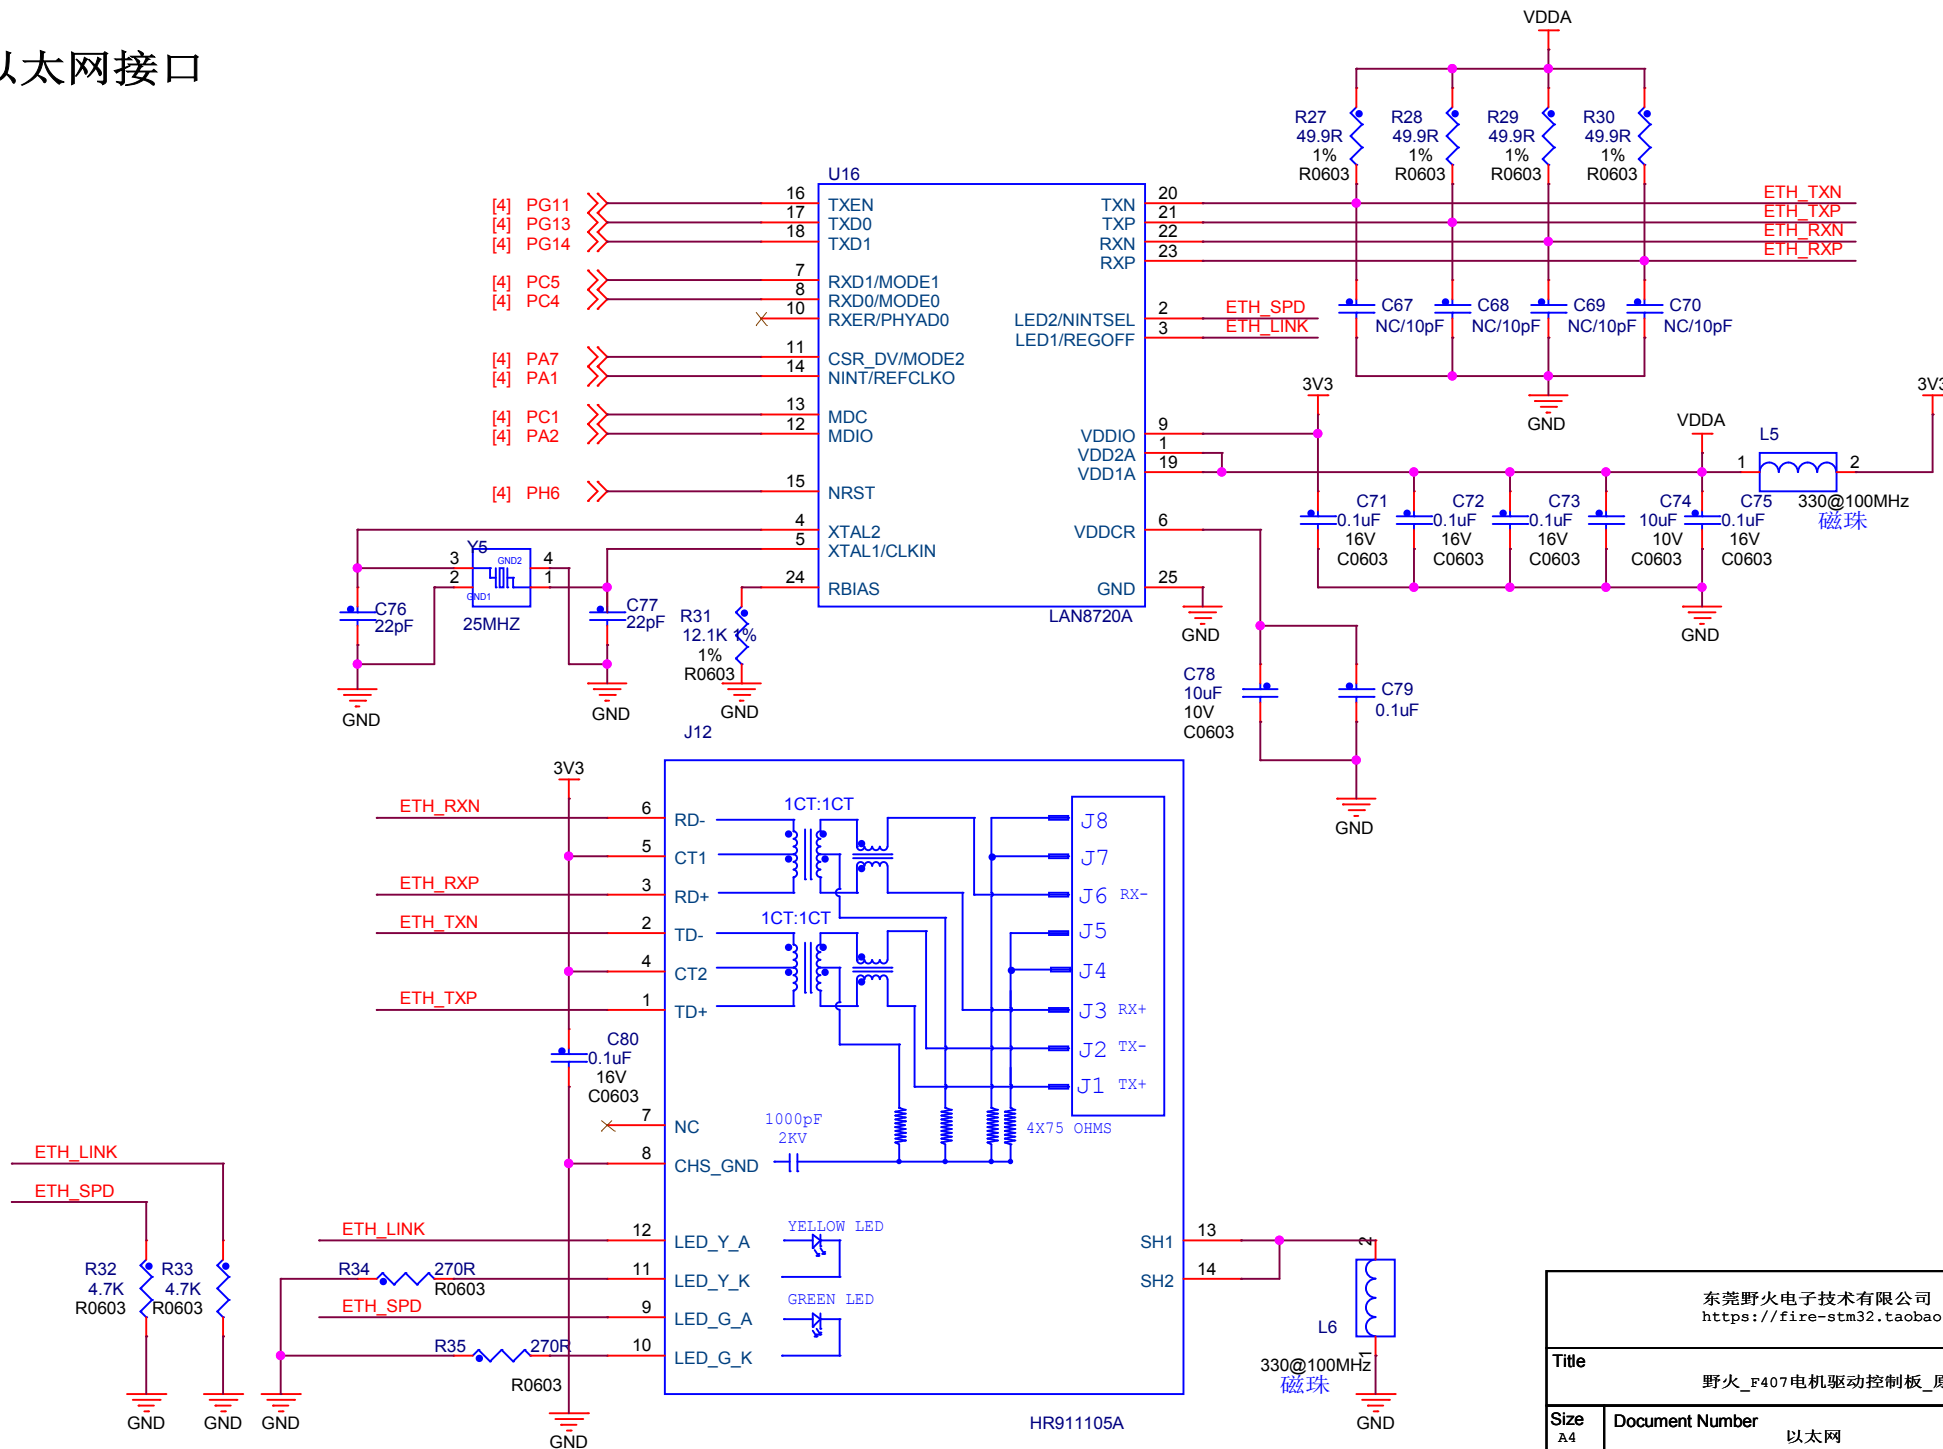 以太网接口
VDDA
R27
49.9R
1%
R0603
R28
49.9R
1%
R0603
R29
49.9R
1%
R0603
R30
49.9R
1%
R0603
U16
[4] PG11
[4] PG13
[4] PG14
[4] PC5
[4] PC4
[4] PA7
[4] PA1
[4] PC1
[4] PA2
[4] PH6
16 TXEN
17 TXD0
18 TXD1
7 RXD1/MODE1
8 RXD0/MODE0
10 RXER/PHYAD0
11 CSR_DV/MODE2
14 NINT/REFCLKO
13 MDC
12 MDIO
15 NRST
4 XTAL2
5 XTAL1/CLKIN
24 RBIAS
TXN 20
TXP 21
RXN 22
RXP 23
LED2/NINTSEL 2
LED1/REGOFF 3
VDDIO 9
VDD2A 1
VDD1A 19
VDDCR 6
GND 25
LAN8720A
ETH_TXN
ETH_TXP
ETH_RXN
ETH_RXP
ETH_SPD
ETH_LINK
C67
NC/10pF
C68
NC/10pF
C69
NC/10pF
C70
NC/10pF
GND
3V3
VDDA
L5
1
2
330@100MHz
磁珠
3V3
C71
0.1uF
16V
C0603
C72
0.1uF
16V
C0603
C73
0.1uF
16V
C0603
C74
10uF
10V
C0603
C75
0.1uF
16V
C0603
GND
GND
Y5
3
2
4
1
GND2
GND1
25MHZ
C76
22pF
C77
22pF
GND
GND
R31
12.1K 1%
1%
R0603
GND
C78
10uF
10V
C0603
C79
0.1uF
GND
J12
3V3
ETH_RXN
ETH_RXP
ETH_TXN
ETH_TXP
6 RD-
5 CT1
3 RD+
2 TD-
4 CT2
1 TD+
7 NC
8 CHS_GND
12 LED_Y_A
11 LED_Y_K
9 LED_G_A
10 LED_G_K
1CT:1CT
1CT:1CT
J8
J7
J6 RX-
J5
J4
J3 RX+
J2 TX-
J1 TX+
1000pF
2KV
4X75 OHMS
YELLOW LED
GREEN LED
C80
0.1uF
16V
C0603
ETH_LINK
ETH_SPD
R32
4.7K
R0603
R33
4.7K
R0603
ETH_LINK
R34 270R
R0603
ETH_SPD
R35 270R
R0603
GND
GND
GND
GND
SH1 13
SH2 14
2
L6
1
330@100MHz
磁珠
GND
HR911105A
东莞野火电子技术有限公司
https://fire-stm32.taobao
Title
野火_F407电机驱动控制板_原
Size
A4
Document Number
以太网